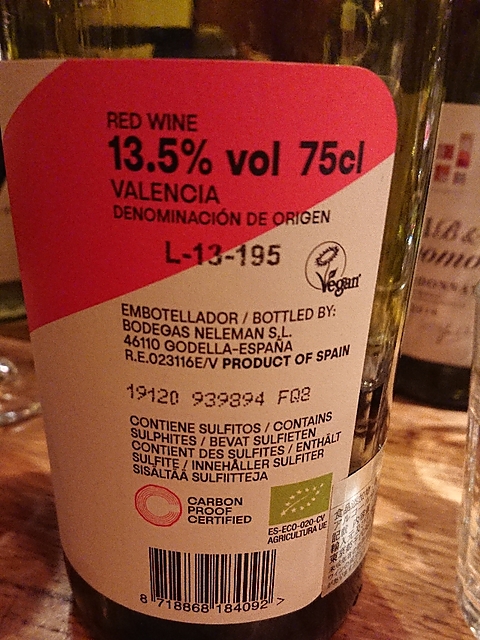 RED WINE
13.5% vol 75cl
VALENCIA
DENOMINACIÓN DE ORIGEN
L-13-195
Vegan
EMBOTELLADOR / BOTTLED BY:
BODEGAS NELEMAN S,L.
46110 GODELLA-ESPAÑA
R.E.023116E/V PRODUCT OF SPAIN
19120 939894 FQ8
CONTIENE SULFITOS / CONTAINS
SULPHITES / BEVAT SULFIETEN
CONTIENT DES SULFITES / ENTHÄLT
SULFITE / INNEHÅLLER SULFITER
SISÄLTÄÄ SULFIITTEJA
CARBON
PROOF
CERTIFIED
ES-ECO-020-CV
AGRICULTURA UE
8 718868 184092 >